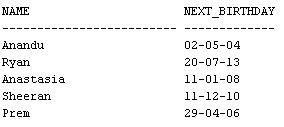 NAME NEXT_BIRTHDAY
------------------------- -------------
Anandu 02-05-04
Ryan 20-07-13
Anastasia 11-01-08
Sheeran 11-12-10
Prem 29-04-06